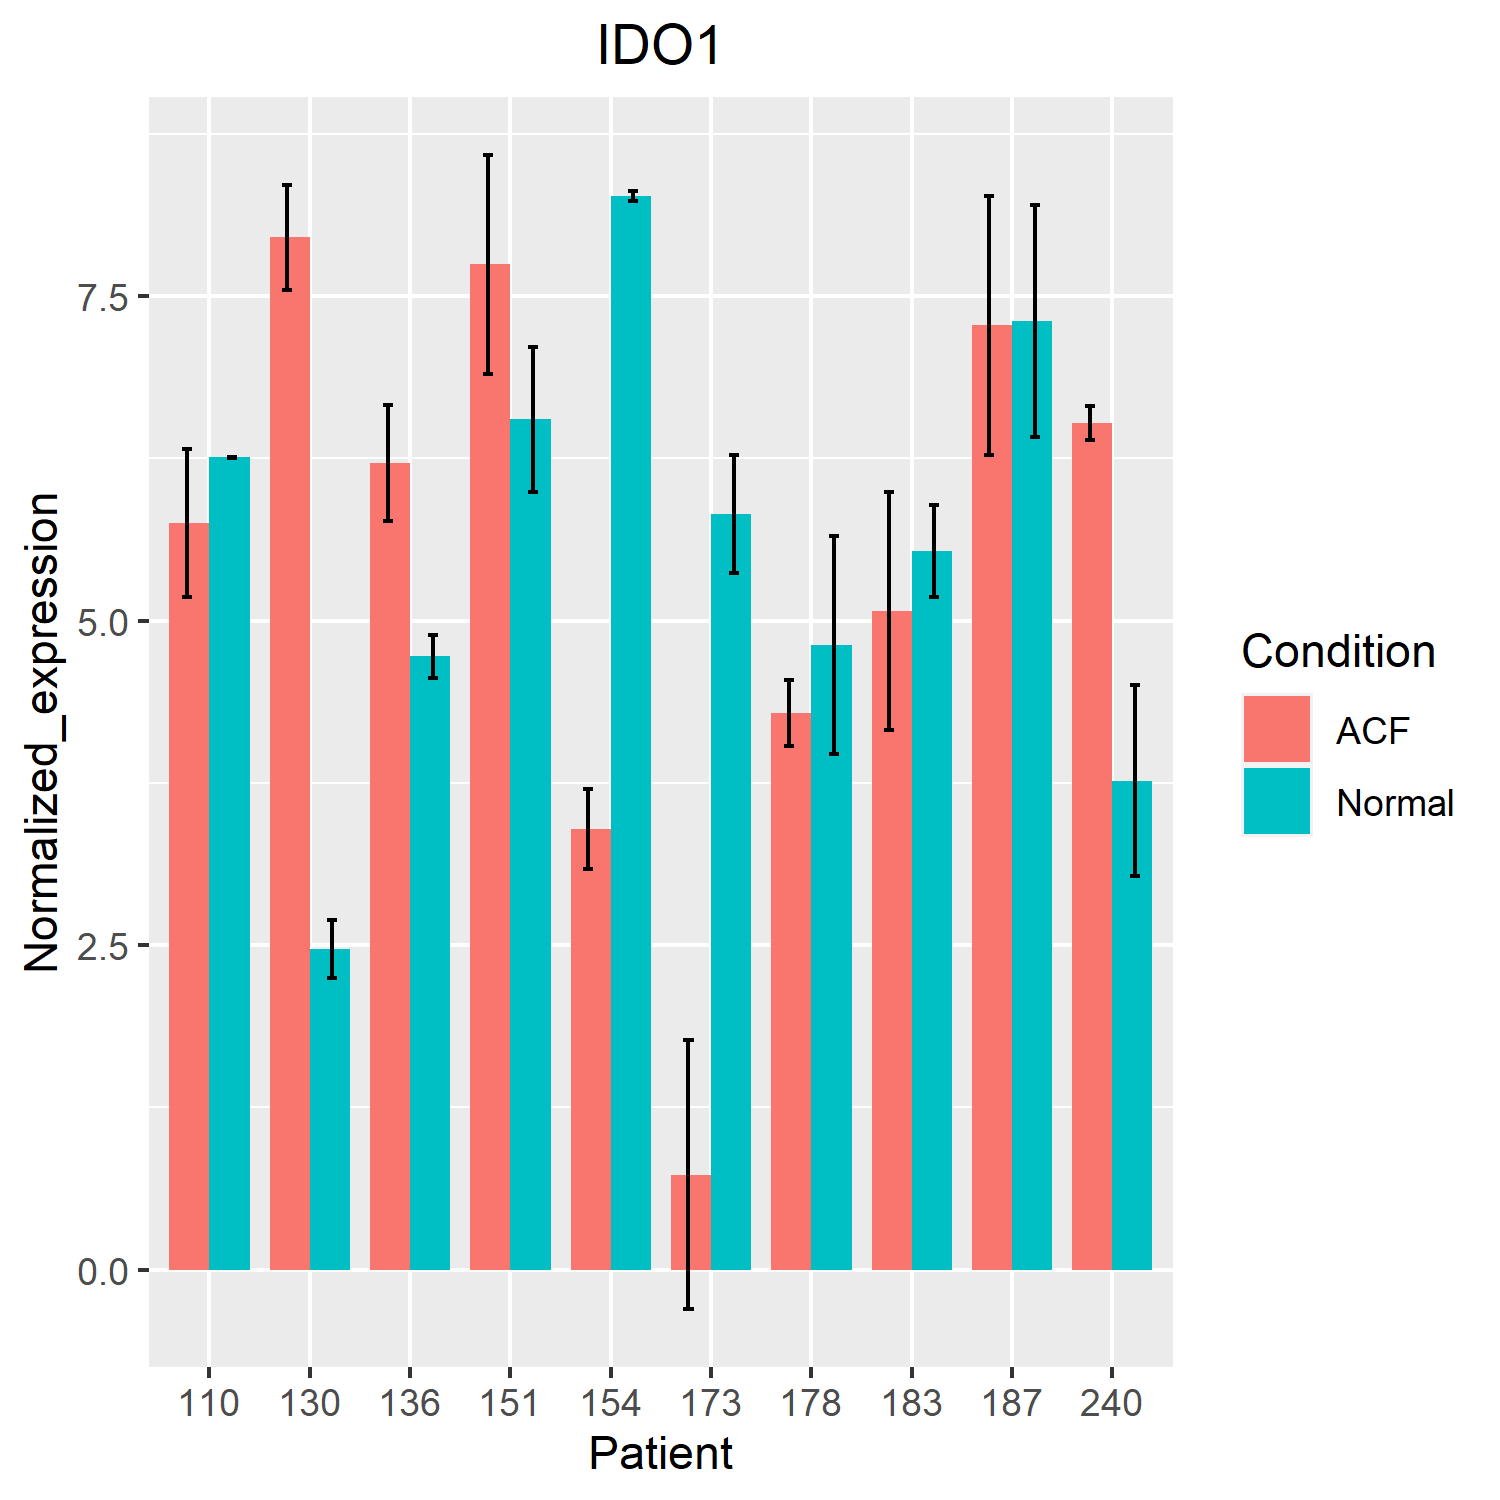 IDO1
Normalized_expression
7.5
5.0
2.5
0.0
110 130 136 151 154 173 178 183 187 240
Patient
Condition
ACF
Normal